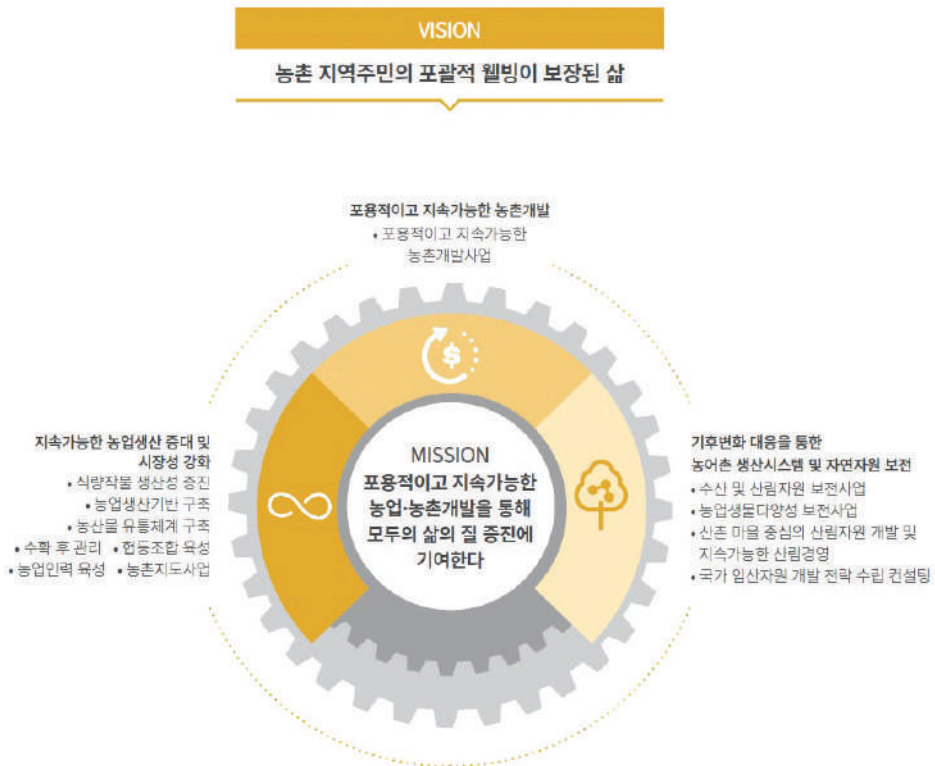 VISION
농촌 지역주민의 포괄적 웰빙이 보장된 삶
포용적이고 지속가능한 농촌개발
• 포용적이고 지속가능한
농촌개발사업
$
지속가능한 농업생산 증대 및
시장성 강화
• 식량작물 생산성 증진
• 농업생산기반 구축
• 농산물 유통체계 구축
• 수확 후 관리 • 협동조합 육성
• 농업인력 육성 • 농촌지도사업
MISSION
포용적이고 지속가능한
농업·농촌개발을 통해
모두의 삶의 질 증진에
기여한다
기후변화 대응을 통한
농어촌 생산시스템 및 자연자원 보전
• 수산 및 산림자원 보전사업
• 농업생물다양성 보전사업
• 산촌 마을 중심의 산림자원 개발 및
지속가능한 산림경영
• 국가 임산자원 개발 전략 수립 컨설팅